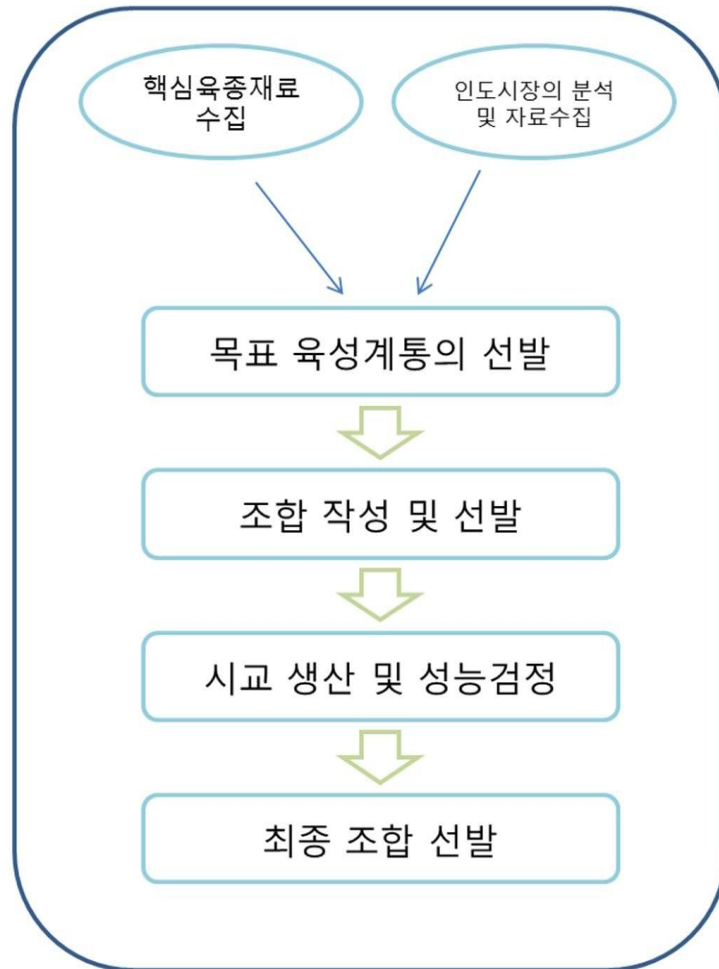 핵심육종재료
수집
인도시장의 분석
및 자료수집
목표 육성계통의 선발
조합 작성 및 선발
시교 생산 및 성능검정
최종 조합 선발